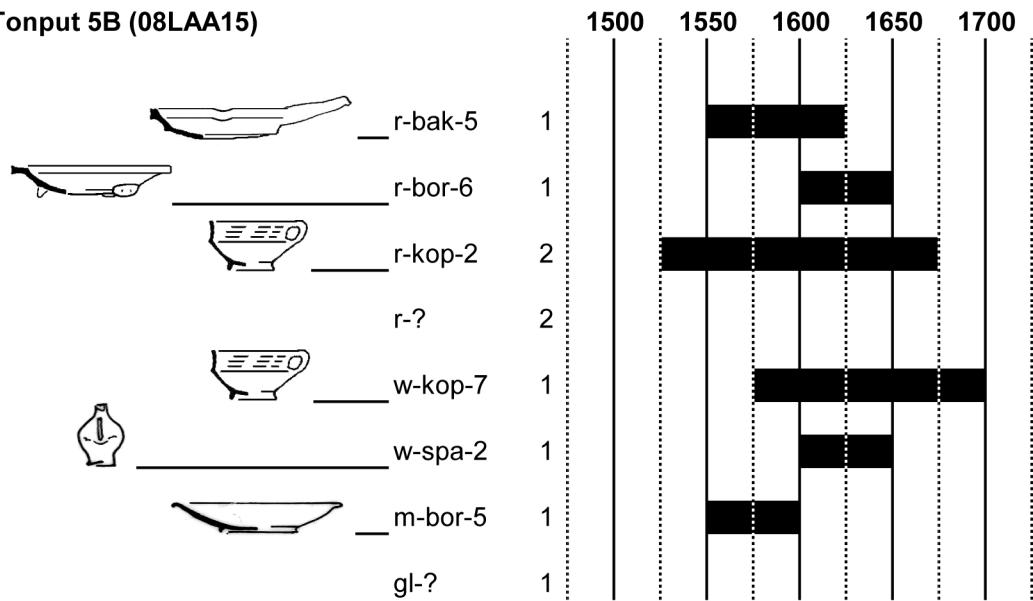 Tonput 5B (08LAA15) 1500 1550 1600 1650 1700
r-bak-5 1
r-bor-6 1
r-kop-2 2
r-? 2
w-kop-7 1
w-spa-2 1
m-bor-5 1
gl-? 1